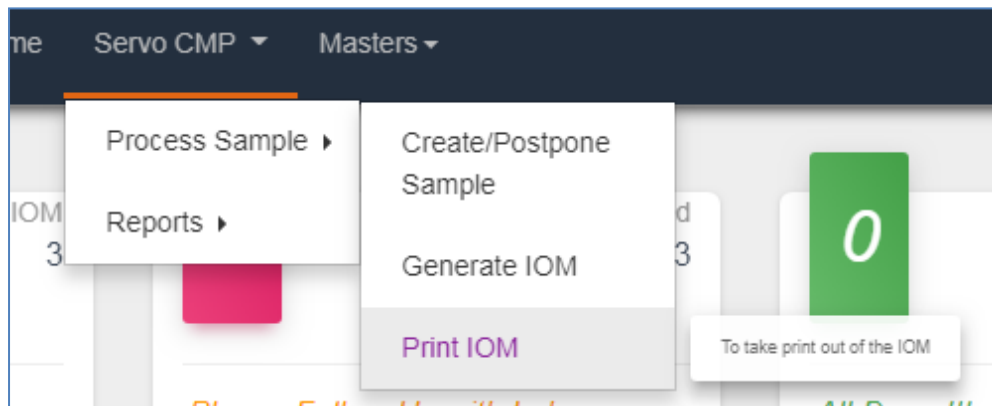 Servo CMP Masters
Process Sample
Create/Postpone
Sample
IOM
Reports
d
0
3
3
Generate IOM
Print IOM
To take print out of the IOM